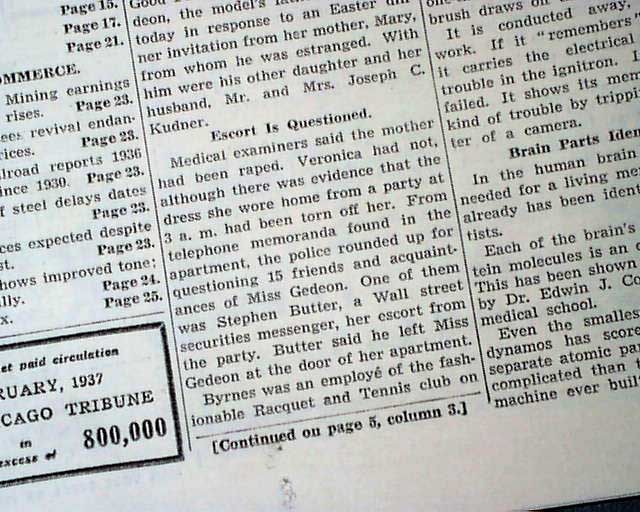 Page 15.
Page 17.
Page 21.
OMMERCE.
Mining earnings
rises. Page 23.
ees revival endan-
rices. Page 23.
lroad reports 1936
ince 1930. Page 23.
f steel delays dates
Page 23.
ces expected despite
st. Page 23.
hows improved tone:
lly. Page 24.
x. Page 25.
et paid circulation
RUARY, 1937
CAGO TRIBUNE
in
excess of 800,000
deon, the model's
today in response to an Easter din-
ner invitation from her mother, Mary,
from whom he was estranged. With
him were his other daughter and her
husband, Mr. and Mrs. Joseph C.
Kudner.
Escort Is Questioned.
Medical examiners said the mother
had been raped. Veronica had not,
although there was evidence that the
dress she wore home from a party at
3 a. m. had been torn off her. From
telephone memoranda found in the
apartment, the police rounded up for
questioning 15 friends and acquaint-
ances of Miss Gedeon. One of them
was Stephen Butter, a Wall street
securities messenger, her escort from
the party. Butter said he left Miss
Gedeon at the door of her apartment.
Byrnes was an employé of the fash-
ionable Racquet and Tennis club on
[Continued on page 5, column 3.]
brush draws on
It is conducted away,
work. If it "remembers
it carries the electrical
trouble in the ignitron. I
failed. It shows its mer
kind of trouble by trippi
ter of a camera.
Brain Parts Iden
In the human brain
needed for a living me
already has been iden
tists.
Each of the brain's
tein molecules is an e
This has been shown
by Dr. Edwin J. Co
medical school.
Even the smalles
dynamos has scor
separate atomic pa
complicated than t
machine ever buil